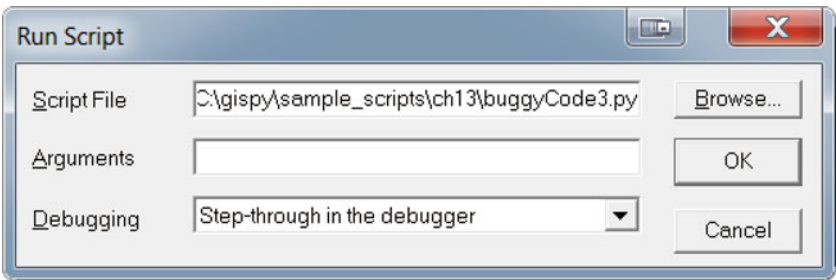 Run Script
Script File C:\gispy\sample_scripts\ch13\buggyCode3.py Browse...
Arguments OK
Debugging Step-through in the debugger Cancel